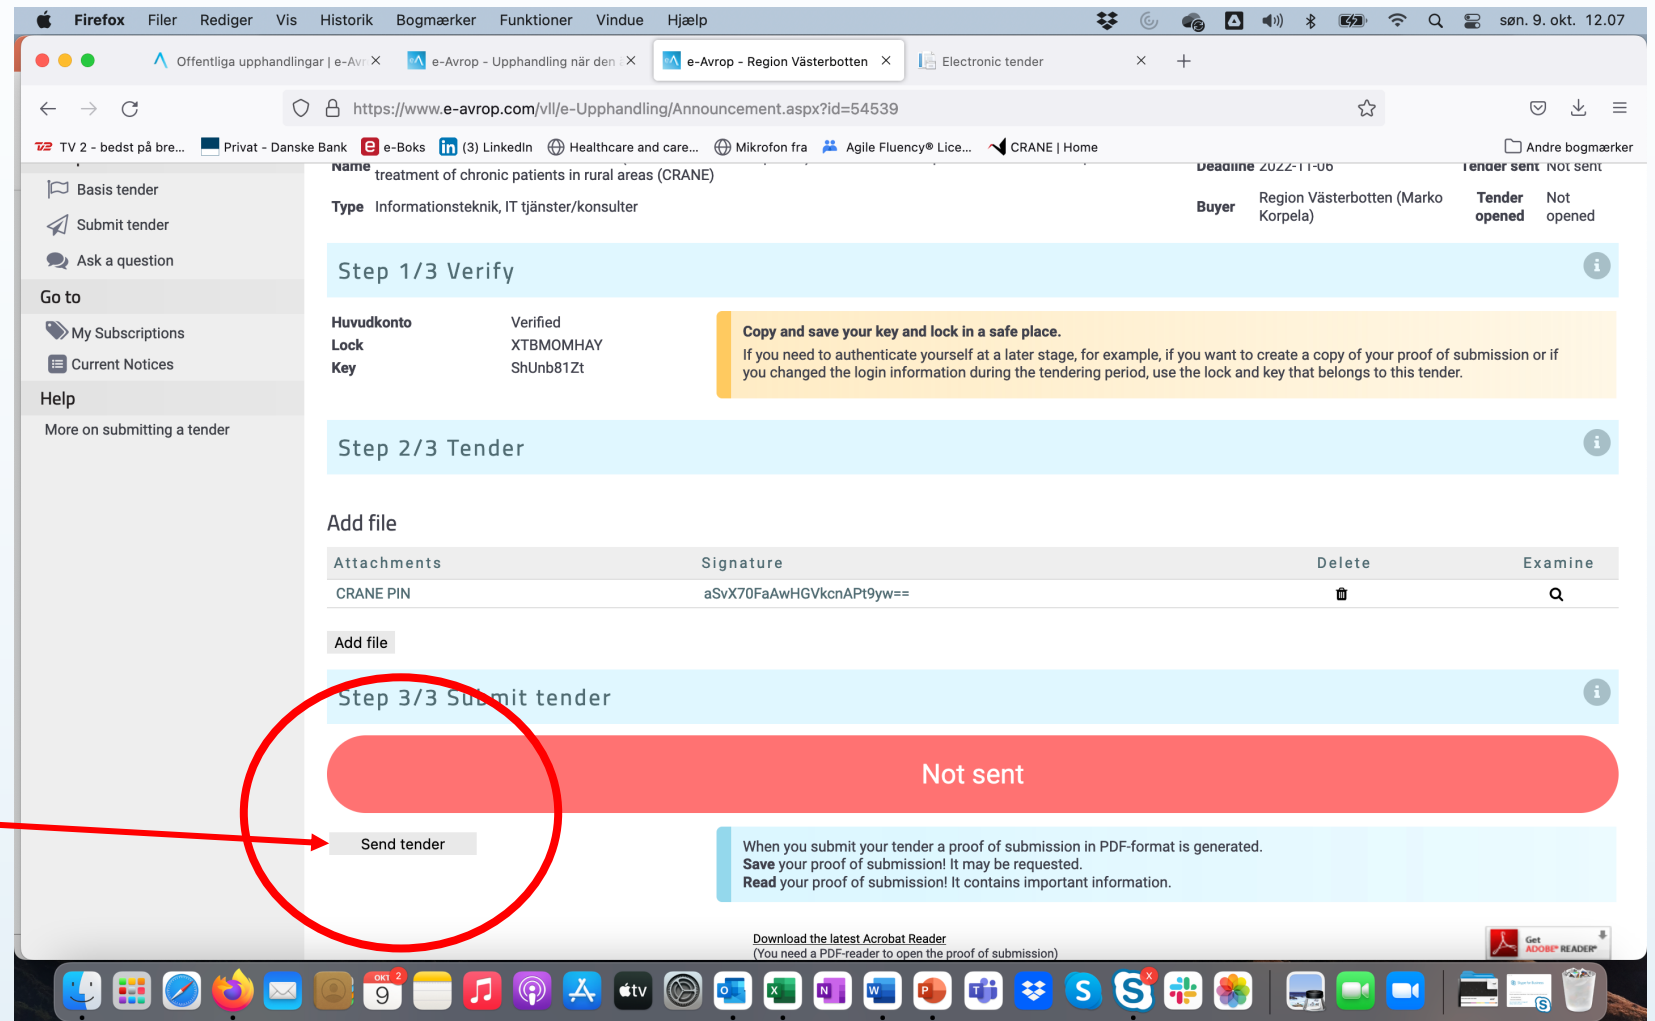 Firefox Filer Rediger Vis Historik Bogmærker Funktioner Vindue Hjælp søn. 9. okt. 12.07
Offentliga upphandlingar | e-Avr
e-Avrop - Upphandling när den
e-Avrop - Region Västerbotten
Electronic tender
https://www.e-avrop.com/vll/e-Upphandling/Announcement.aspx?id=54539
TV 2 - bedst på bre... Privat - Danske Bank e-Boks (3) LinkedIn Healthcare and care... Mikrofon fra Agile Fluency® Lice... CRANE | Home Andre bogmærker
Basis tender
Submit tender
Ask a question
Go to
My Subscriptions
Current Notices
Help
More on submitting a tender
Name
treatment of chronic patients in rural areas (CRANE)
Deadline 2022-11-06
Tender sent Not sent
Type Informationsteknik, IT tjänster/konsulter
Buyer Region Västerbotten (Marko
Korpela)
Tender
opened
Not
opened
Step 1/3 Verify
Huvudkonto Verified
Lock XTBMOMHAY
Key ShUnb81Zt
Copy and save your key and lock in a safe place.
If you need to authenticate yourself at a later stage, for example, if you want to create a copy of your proof of submission or if
you changed the login information during the tendering period, use the lock and key that belongs to this tender.
Step 2/3 Tender
Add file
Attachments Signature Delete Examine
CRANE PIN aSvX70FaAwHGVkcnAPt9yw==
Add file
Step 3/3 Submit tender
Not sent
Send tender
When you submit your tender a proof of submission in PDF-format is generated.
Save your proof of submission! It may be requested.
Read your proof of submission! It contains important information.
Download the latest Acrobat Reader
(You need a PDF-reader to open the proof of submission)
Get
ADOBE® READER®
OKT 2
9
tv